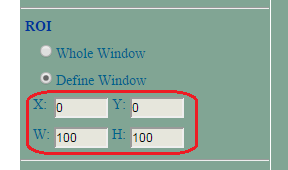 ROI
Whole Window
Define Window
X: 0 Y: 0
W: 100 H: 100